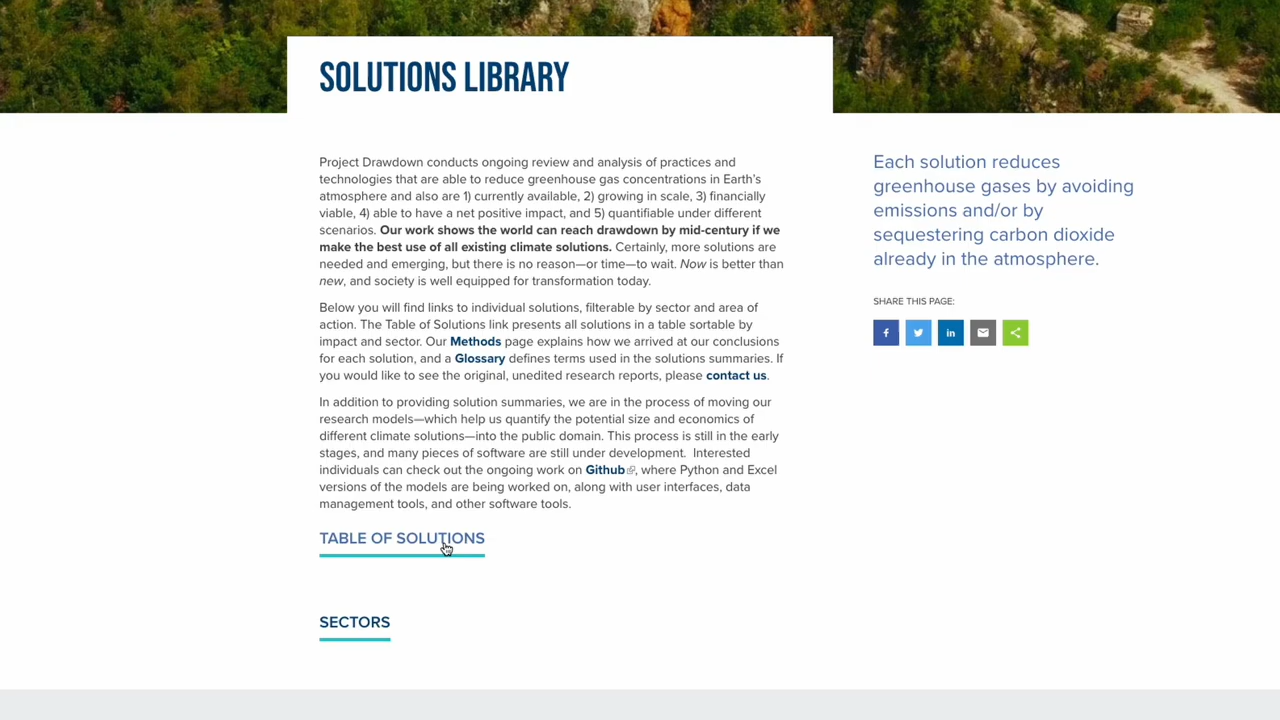 SOLUTIONS LIBRARY
Project Drawdown conducts ongoing review and analysis of practices and
technologies that are able to reduce greenhouse gas concentrations in Earth's
atmosphere and also are 1) currently available, 2) growing in scale, 3) financially
viable, 4) able to have a net positive impact, and 5) quantifiable under different
scenarios. Our work shows the world can reach drawdown by mid-century if we
make the best use of all existing climate solutions. Certainly, more solutions are
needed and emerging, but there is no reason—or time—to wait. Now is better than
new, and society is well equipped for transformation today.
Below you will find links to individual solutions, filterable by sector and area of
action. The Table of Solutions link presents all solutions in a table sortable by
impact and sector. Our Methods page explains how we arrived at our conclusions
for each solution, and a Glossary defines terms used in the solutions summaries. If
you would like to see the original, unedited research reports, please contact us.
In addition to providing solution summaries, we are in the process of moving our
research models—which help us quantify the potential size and economics of
different climate solutions—into the public domain. This process is still in the early
stages, and many pieces of software are still under development.  Interested
individuals can check out the ongoing work on Github, where Python and Excel
versions of the models are being worked on, along with user interfaces, data
management tools, and other software tools.
TABLE OF SOLUTIONS
SECTORS
Each solution reduces
greenhouse gases by avoiding
emissions and/or by
sequestering carbon dioxide
already in the atmosphere.
SHARE THIS PAGE:
f
in